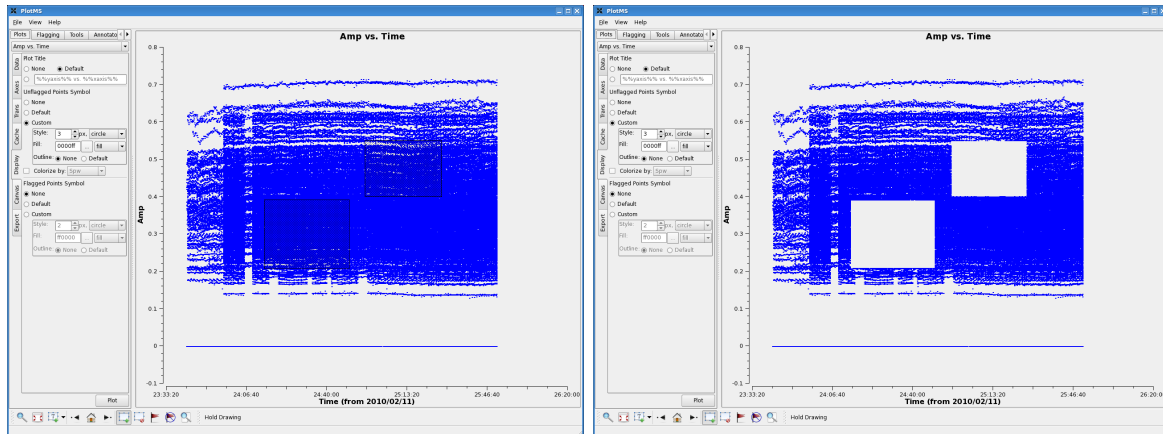 PlotMS
File View Help
Plots Flagging Tools Annotato
Amp vs. Time
Data
Axes
Trans
Cache
Display
Canvas
Export
Plot Title
None Default
%%yaxis%% vs. %%xaxis%%
Unflagged Points Symbol
None
Default
Custom
Style: 3 px, circle
Fill: 0000ff ... fill
Outline: None Default
Colorize by: Spw
Flagged Points Symbol
None
Default
Custom
Style: 2 px, circle
Fill: ff0000 ... fill
Outline: None Default
Plot
Amp vs. Time
Amp
0.8
0.7
0.6
0.5
0.4
0.3
0.2
0.1
0
-0.1
23:33:20 24:06:40 24:40:00 25:13:20 25:46:40 26:20:00
Time (from 2010/02/11)
Hold Drawing
PlotMS
File View Help
Plots Flagging Tools Annotato
Amp vs. Time
Data
Axes
Trans
Cache
Display
Canvas
Export
Plot Title
None Default
%%yaxis%% vs. %%xaxis%%
Unflagged Points Symbol
None
Default
Custom
Style: 3 px, circle
Fill: 0000ff ... fill
Outline: None Default
Colorize by: Spw
Flagged Points Symbol
None
Default
Custom
Style: 2 px, circle
Fill: ff0000 ... fill
Outline: None Default
Plot
Amp vs. Time
Amp
0.8
0.7
0.6
0.5
0.4
0.3
0.2
0.1
0
-0.1
23:33:20 24:06:40 24:40:00 25:13:20 25:46:40 26:20:00
Time (from 2010/02/11)
Hold Drawing